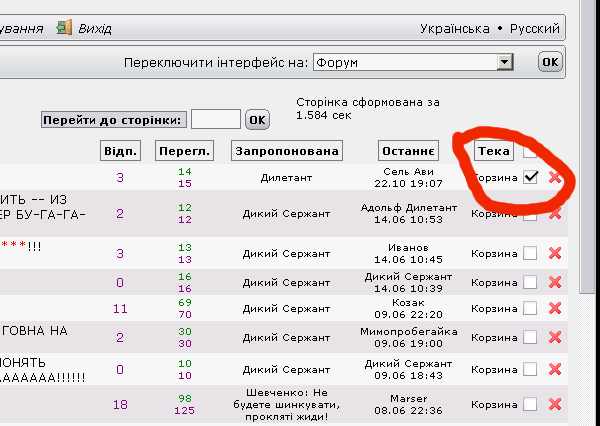 ування Вихід Українська • Русский
Переключити інтерфейс на: Форум OK
Сторінка сформована за
1.584 сек
Перейти до сторінки: OK
Відп. Перегл. Запропонована Останнє Тека
3 14 15 Дилетант Сель Ави 22.10 19:07 Корзина
ИТЬ -- ИЗ
ЕР БУ-ГА-ГА-
2 12 12 Дикий Сержант Адольф Дилетант 14.06 10:53 Корзина
***!!! 3 13 13 Дикий Сержант Иванов 14.06 10:45 Корзина
0 16 16 Дикий Сержант Дикий Сержант 14.06 10:39 Корзина
11 69 70 Дикий Сержант Козак 09.06 22:20 Корзина
ГОВНА НА 2 30 30 Дикий Сержант Мимопробегайка 09.06 19:00 Корзина
ПОНЯТЬ
АААААА!!!!!! 0 10 10 Дикий Сержант Дикий Сержант 09.06 18:43 Корзина
18 98 125 Шевченко: Не будете шинкувати, прокляті жиди! Marser 08.06 22:36 Корзина